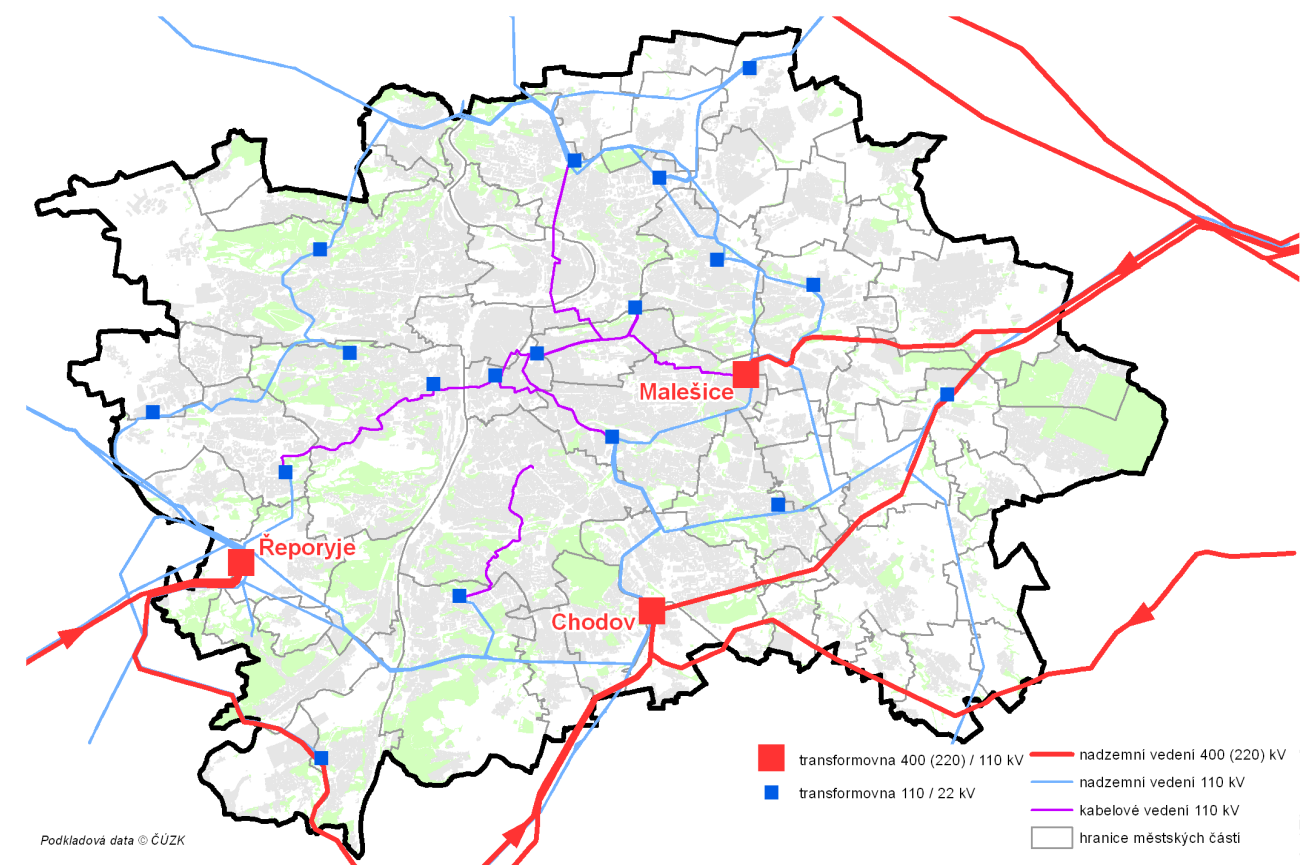 Malešice
Řeporyje
Chodov
transformovna 400 (220) / 110 kV
transformovna 110 / 22 kV
nadzemní vedení 400 (220) kV
nadzemní vedení 110 kV
kabelové vedení 110 kV
hranice městských částí
Podkladová data © ČÚZK